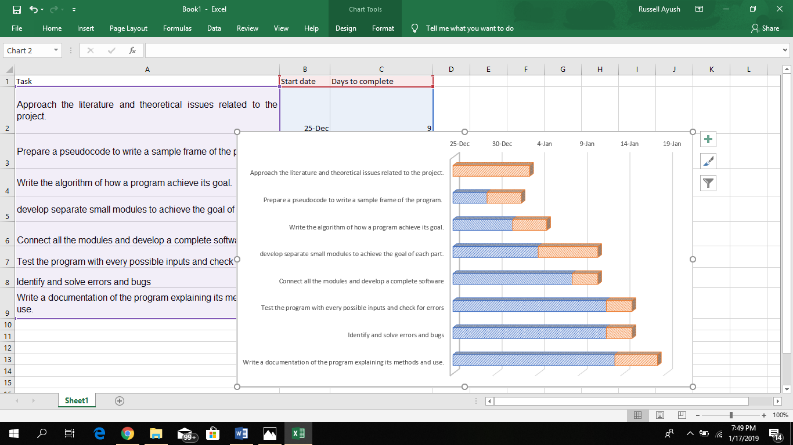 Book1 - Excel
Chart Tools
Russell Ayush
File Home Insert Page Layout Formulas Data Review View Help Design Format Tell me what you want to do Share
Chart 2 fx
A B C D E F G H I J K L
1 Task Start date Days to complete
Approach the literature and theoretical issues related to the
project.
2 25-Dec 9
3 Prepare a pseudocode to write a sample frame of the p
4 Write the algorithm of how a program achieve its goal.
5 develop separate small modules to achieve the goal of
6 Connect all the modules and develop a complete softwa
7 Test the program with every possible inputs and check
8 Identify and solve errors and bugs
Write a documentation of the program explaining its me
9 use.
10
11
12
13
14
15
25-Dec 30-Dec 4-Jan 9-Jan 14-Jan 19-Jan
Approach the literature and theoretical issues related to the project.
Prepare a pseudocode to write a sample frame of the program.
Write the algorithm of how a program achieve its goal.
develop separate small modules to achieve the goal of each part.
Connect all the modules and develop a complete software
Test the program with every possible inputs and check for errors
Identify and solve errors and bugs
Write a documentation of the program explaining its methods and use.
Sheet1
100%
99+
7:49 PM
1/17/2019
14